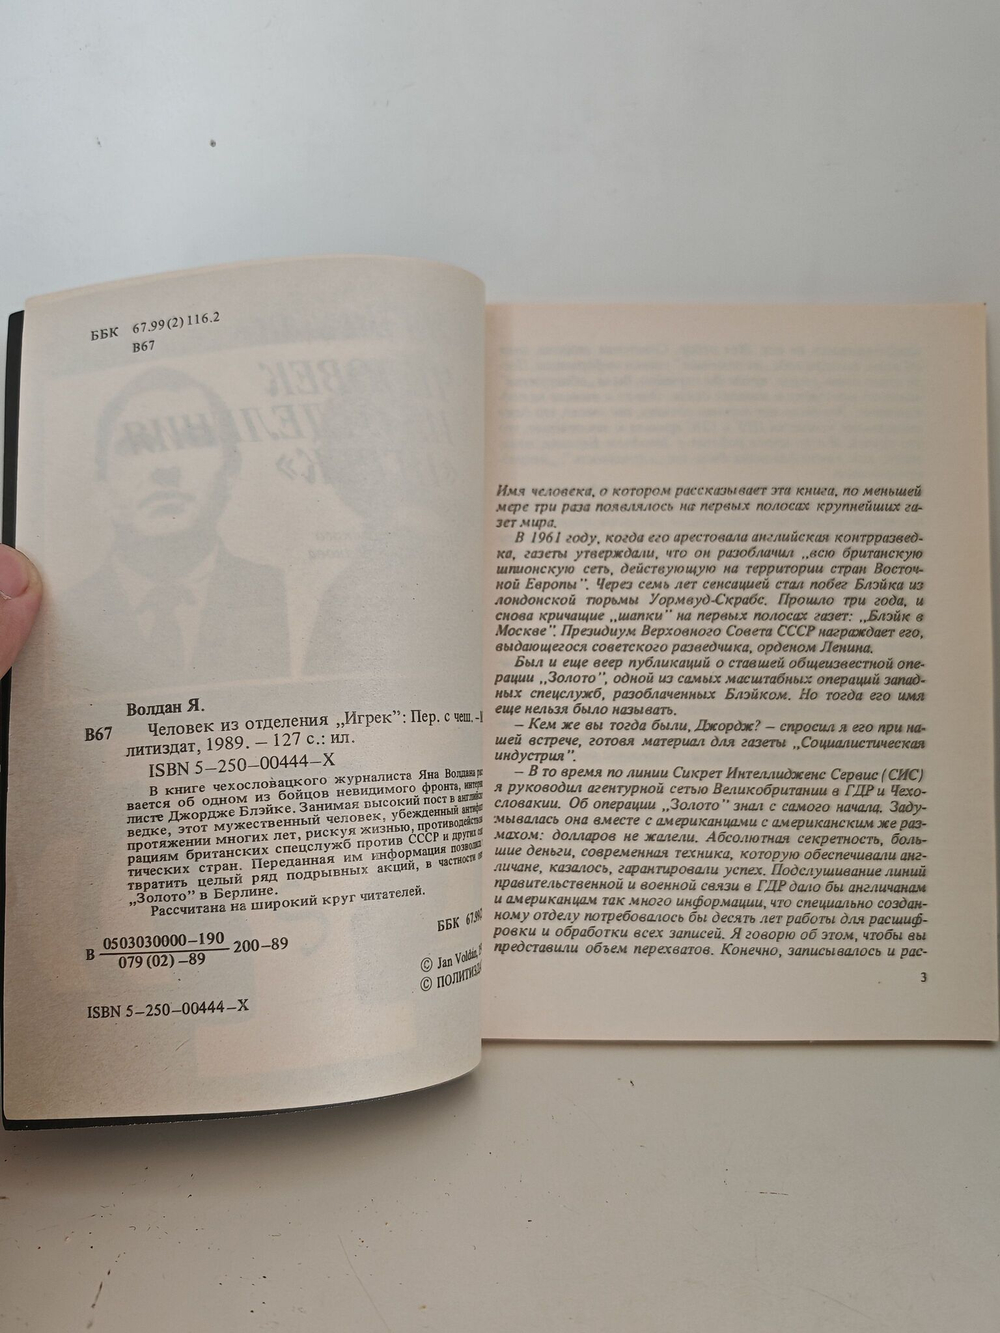 ББК 67.99(2)116.2
В67
Волдан Я.
В67 Человек из отделения „Игрек”: Пер. с чеш. –
литиздат, 1989. – 127 с.: ил.
ISBN 5–250–00444–X
В книге чехословацкого журналиста Яна Волдана
вается об одном из бойцов невидимого фронта,
листе Джордже Блэйке. Занимая высокий пост в
ведке, этот мужественный человек, убежденный
протяжении многих лет, рискуя жизнью,
рациям британских спецслужб против СССР и других
тических стран. Переданная им информация
твратить целый ряд подрывных акций, в частности
„Золото” в Берлине.
Рассчитана на широкий круг читателей.
В 0503030000–190 200–89
079(02)–89
ББК
© Jan Voldán,
©
ISBN 5–250–00444–X
Имя человека, о котором рассказывает эта книга, по меньшей
мере три раза появлялось на первых полосах крупнейших га-
зет мира.
В 1961 году, когда его арестовала английская контрразвед-
ка, газеты утверждали, что он разоблачил „всю британскую
шпионскую сеть, действующую на территории стран Восточ-
ной Европы”. Через семь лет сенсацией стал побег Блэйка из
лондонской тюрьмы Уормвуд-Скрабс. Прошло три года, и
снова кричащие „шапки” на первых полосах газет: „Блэйк в
Москве”. Президиум Верховного Совета СССР награждает его,
выдающегося советского разведчика, орденом Ленина.
Был и еще веер публикаций о ставшей общеизвестной опе-
рации „Золото”, одной из самых масштабных операций запад-
ных спецслужб, разоблаченных Блэйком. Но тогда его имя
еще нельзя было называть.
– Кем же вы тогда были, Джордж? – спросил я его при на-
шей встрече, готовя материал для газеты „Социалистическая
индустрия”.
– В то время по линии Сикрет Интеллидженс Сервис (СИС)
я руководил агентурной сетью Великобритании в ГДР и Чехо-
словакии. Об операции „Золото” знал с самого начала. Заду-
мывалась она вместе с американцами с американским же раз-
махом: долларов не жалели. Абсолютная секретность, боль-
шие деньги, современная техника, которую обеспечивали анг-
личане, казалось, гарантировали успех. Подслушивание линий
правительственной и военной связи в ГДР дало бы англичанам
и американцам так много информации, что специально создан-
ному отделу потребовалось бы десять лет работы для расшиф-
ровки и обработки всех записей. Я говорю об этом, чтобы вы
представили объем перехватов. Конечно, записывалось и рас-
3